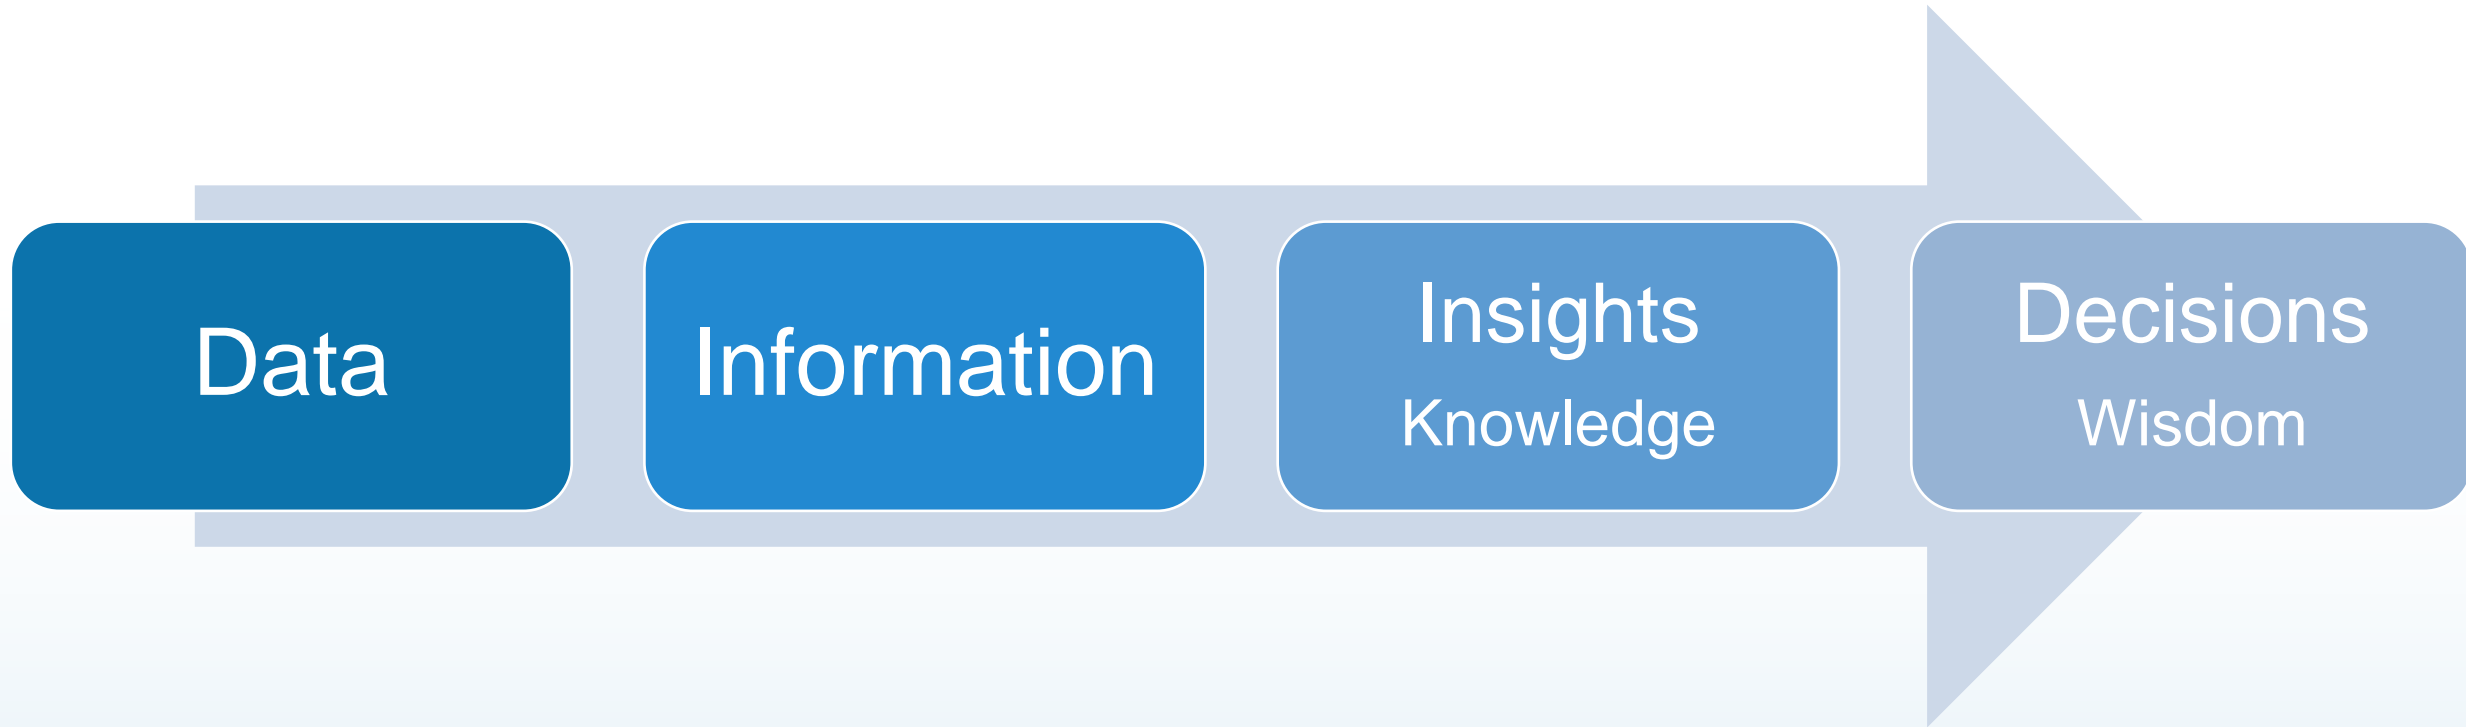 Data
Information
Insights
Knowledge
Decisions
Wisdom